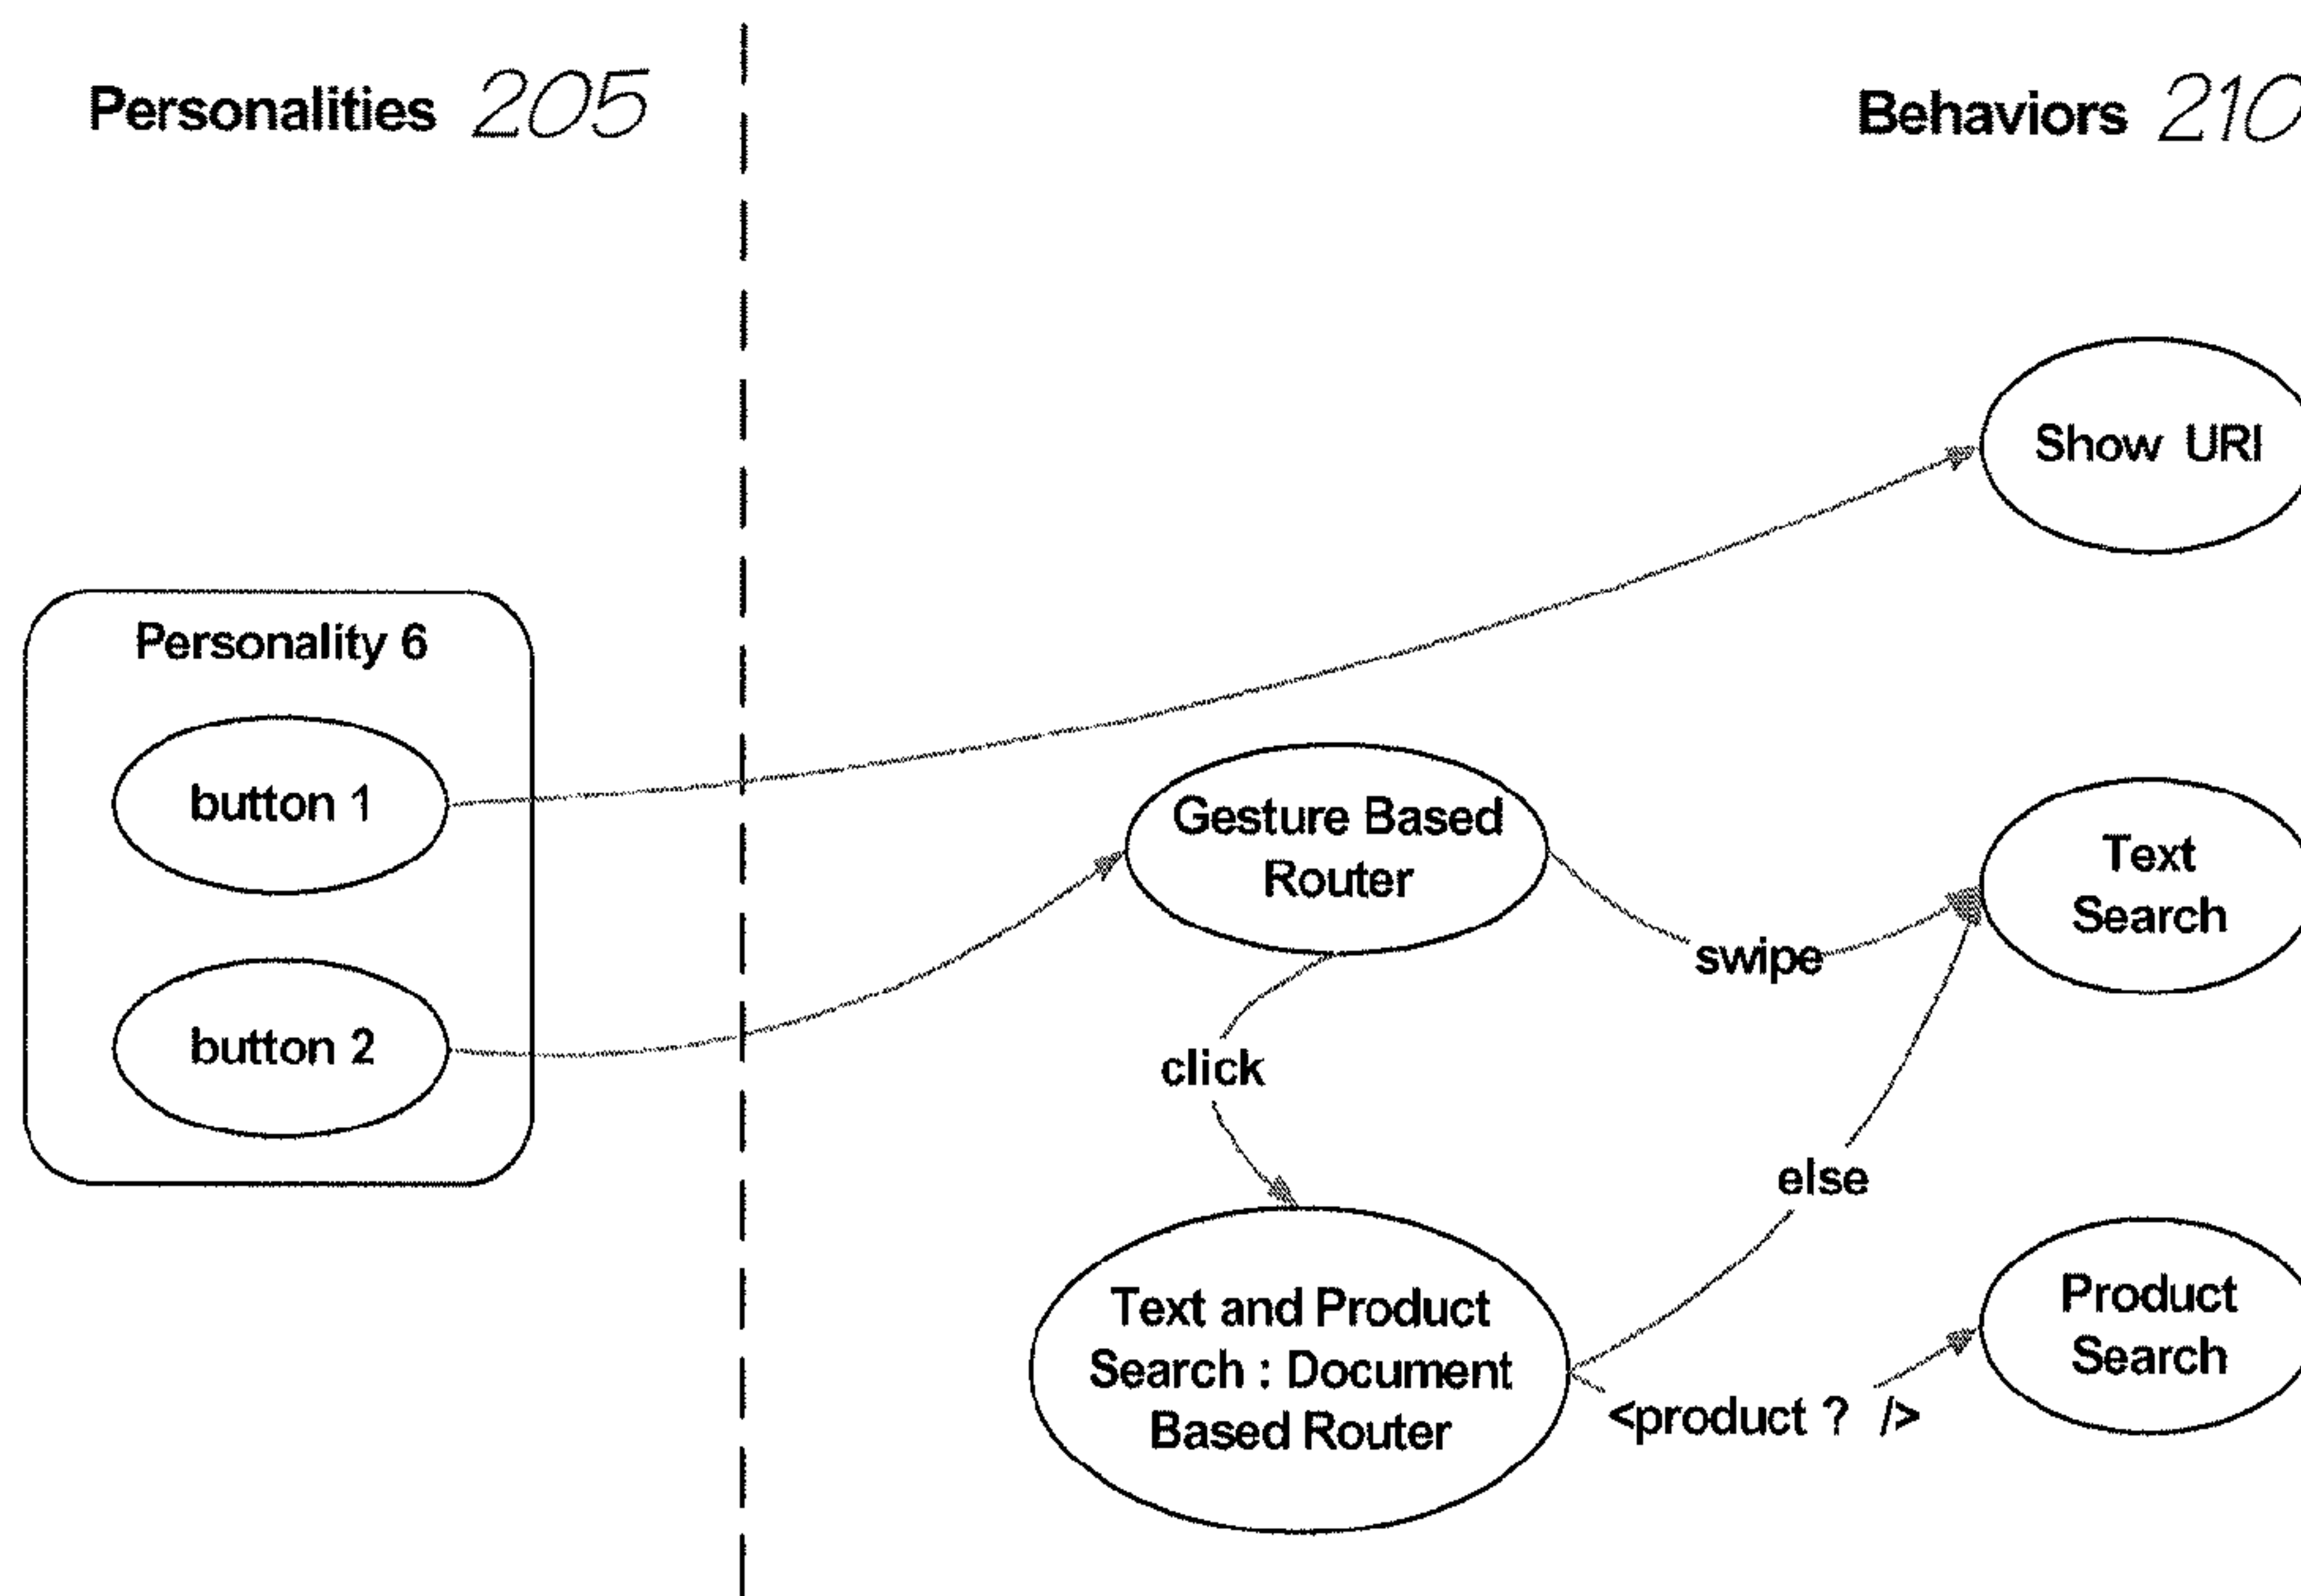 Personalities 205
Behaviors 210
Show URI
Personality 6
button 1
button 2
Gesture Based
Router
swipe
Text
Search
click
else
Text and Product
Search : Document
Based Router
<product ? />
Product
Search